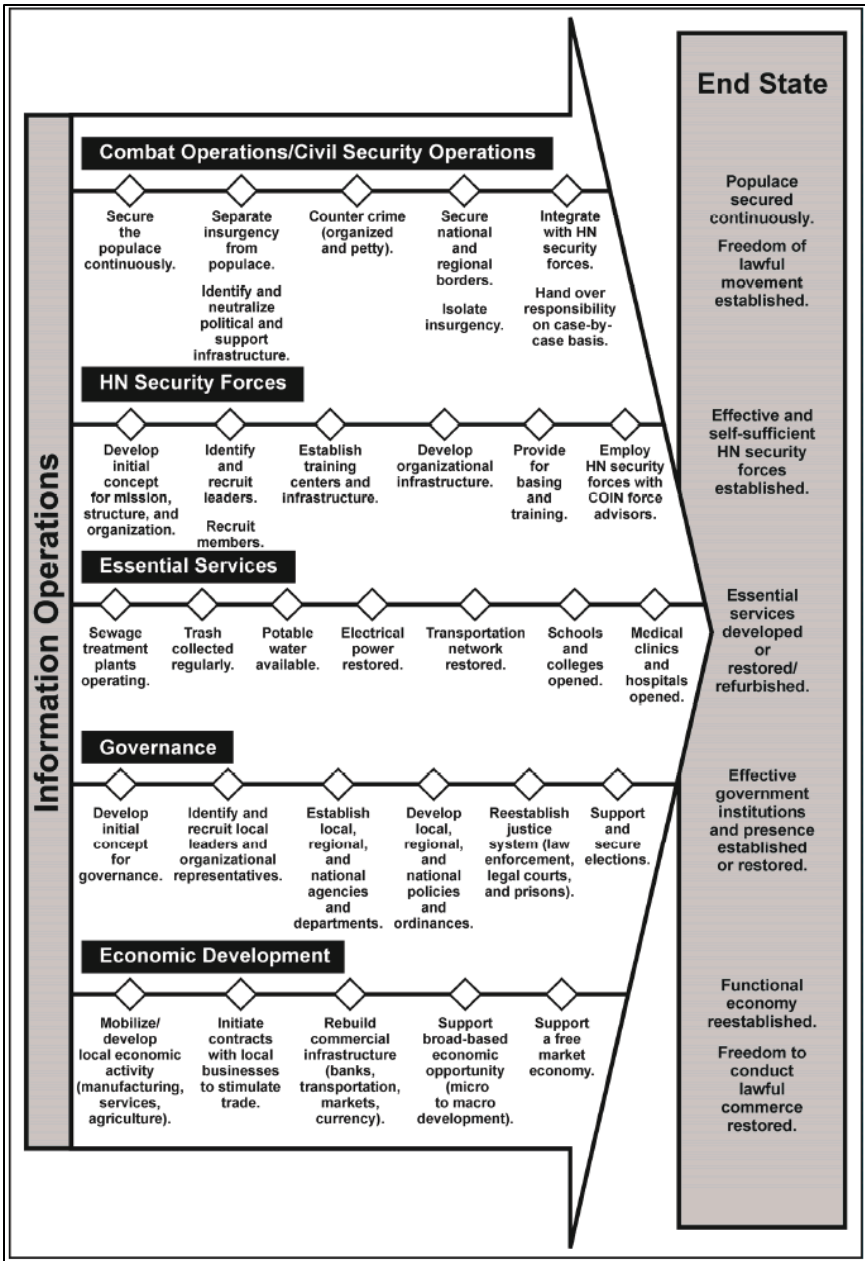 End State
Information Operations
Combat Operations/Civil Security Operations
Secure
the
populace
continuously.
Separate
insurgency
from
populace.
Identify and
neutralize
political and
support
infrastructure.
Counter crime
(organized
and petty).
Secure
national
and
regional
borders.
Isolate
insurgency.
Integrate
with HN
security
forces.
Hand over
responsibility
on case-by-
case basis.
Populace
secured
continuously.
Freedom of
lawful
movement
established.
HN Security Forces
Develop
initial
concept
for mission,
structure, and
organization.
Identify
and
recruit
leaders.
Recruit
members.
Establish
training
centers and
infrastructure.
Develop
organizational
infrastructure.
Provide
for
basing
and
training.
Employ
HN security
forces with
COIN force
advisors.
Effective and
self-sufficient
HN security
forces
established.
Essential Services
Sewage
treatment
plants
operating.
Trash
collected
regularly.
Potable
water
available.
Electrical
power
restored.
Transportation
network
restored.
Schools
and
colleges
opened.
Medical
clinics
and
hospitals
opened.
Essential
services
developed
or
restored/
refurbished.
Governance
Develop
initial
concept
for
governance.
Identify and
recruit local
leaders and
organizational
representatives.
Establish
local,
regional,
and
national
agencies
and
departments.
Develop
local,
regional,
and
national
policies
and
ordinances.
Reestablish
justice
system (law
enforcement,
legal courts,
and prisons).
Support
and
secure
elections.
Effective
government
institutions
and presence
established
or restored.
Economic Development
Mobilize/
develop
local economic
activity
(manufacturing,
services,
agriculture).
Initiate
contracts
with local
businesses
to stimulate
trade.
Rebuild
commercial
infrastructure
(banks,
transportation,
markets,
currency).
Support
broad-based
economic
opportunity
(micro
to macro
development).
Support
a free
market
economy.
Functional
economy
reestablished.
Freedom to
conduct
lawful
commerce
restored.